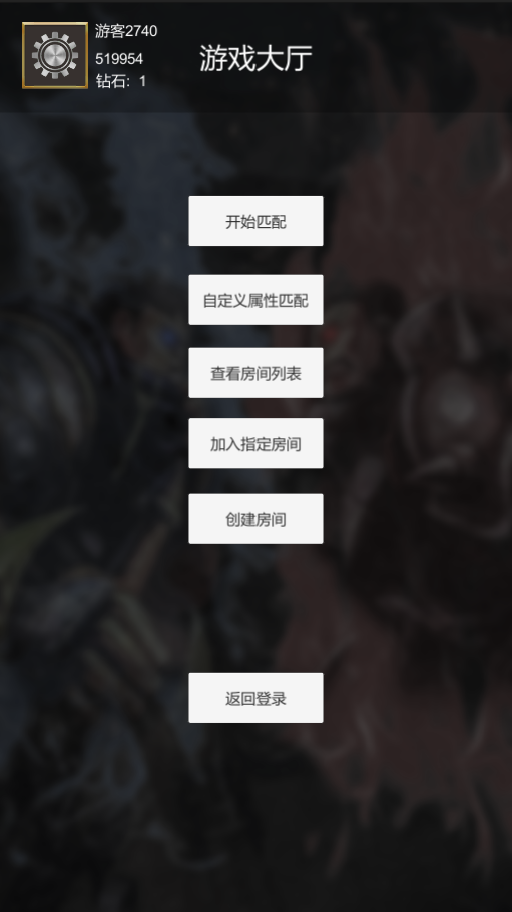 游客2740
519954
钻石: 1
游戏大厅
开始匹配
自定义属性匹配
查看房间列表
加入指定房间
创建房间
返回登录